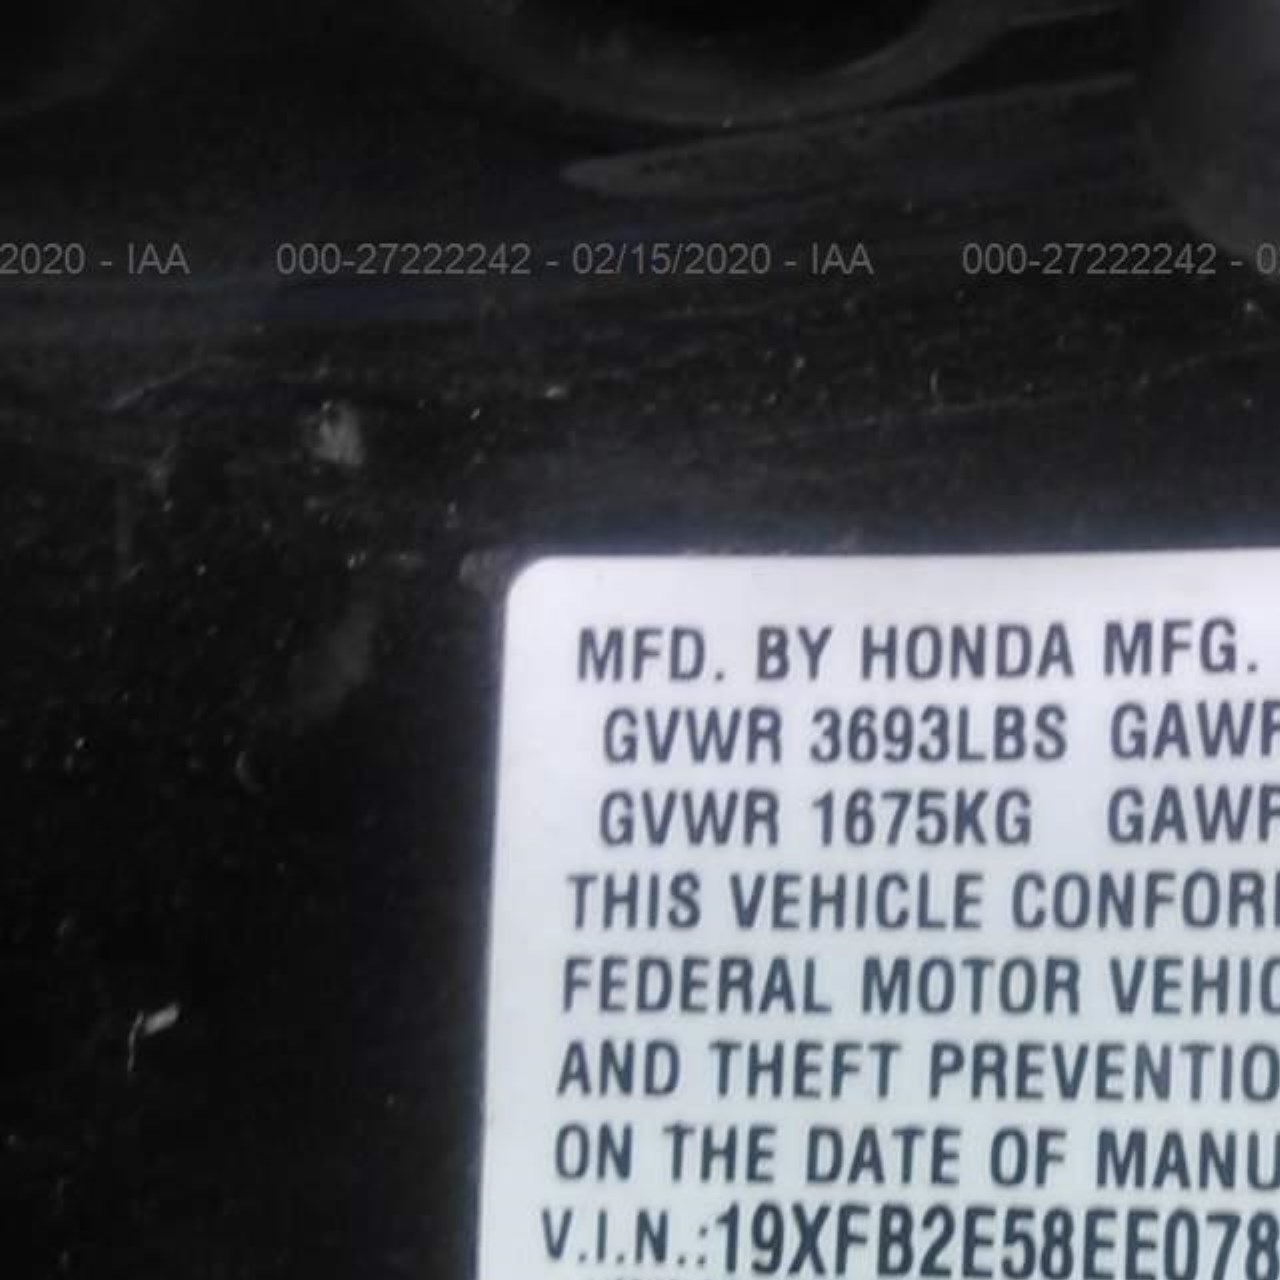 2020 - IAA 000-27222242 - 02/15/2020 - IAA 000-27222242 - 0
MFD. BY HONDA MFG.
GVWR 3693LBS GAWR
GVWR 1675KG GAWR
THIS VEHICLE CONFOR
FEDERAL MOTOR VEHIC
AND THEFT PREVENTIO
ON THE DATE OF MANU
V.I.N.:19XFB2E58EE078